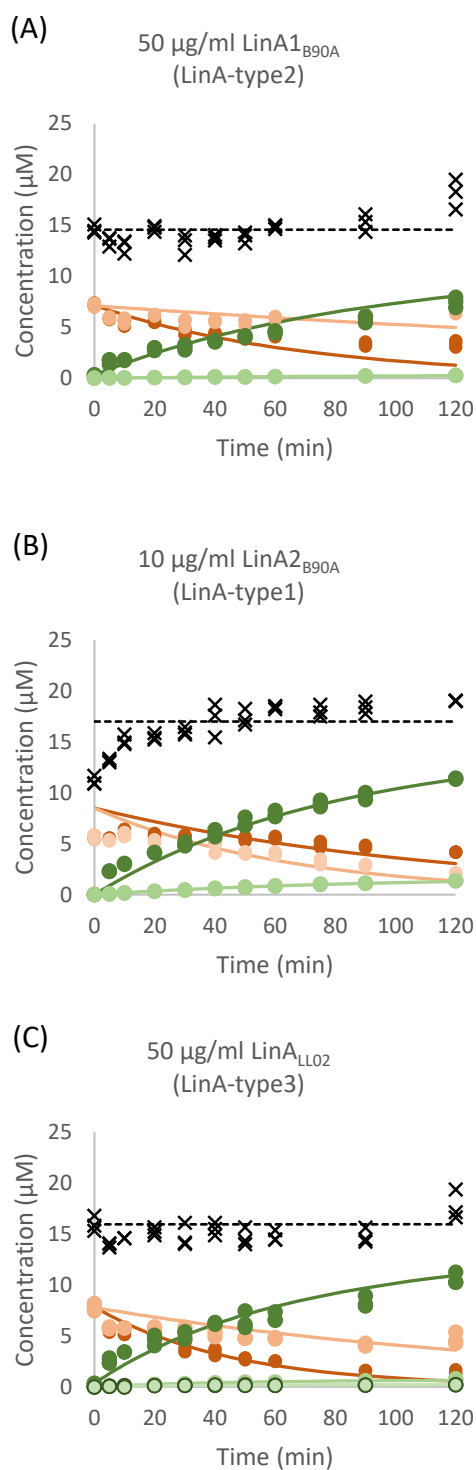 (A)
50 µg/ml LinA1B90A
(LinA-type2)
25
20
15
10
5
0
Concentration (µM)
0 20 40 60 80 100 120
Time (min)
(B)
10 µg/ml LinA2B90A
(LinA-type1)
25
20
15
10
5
0
Concentration (µM)
0 20 40 60 80 100 120
Time (min)
(C)
50 µg/ml LinALL02
(LinA-type3)
25
20
15
10
5
0
Concentration (µM)
0 20 40 60 80 100 120
Time (min)